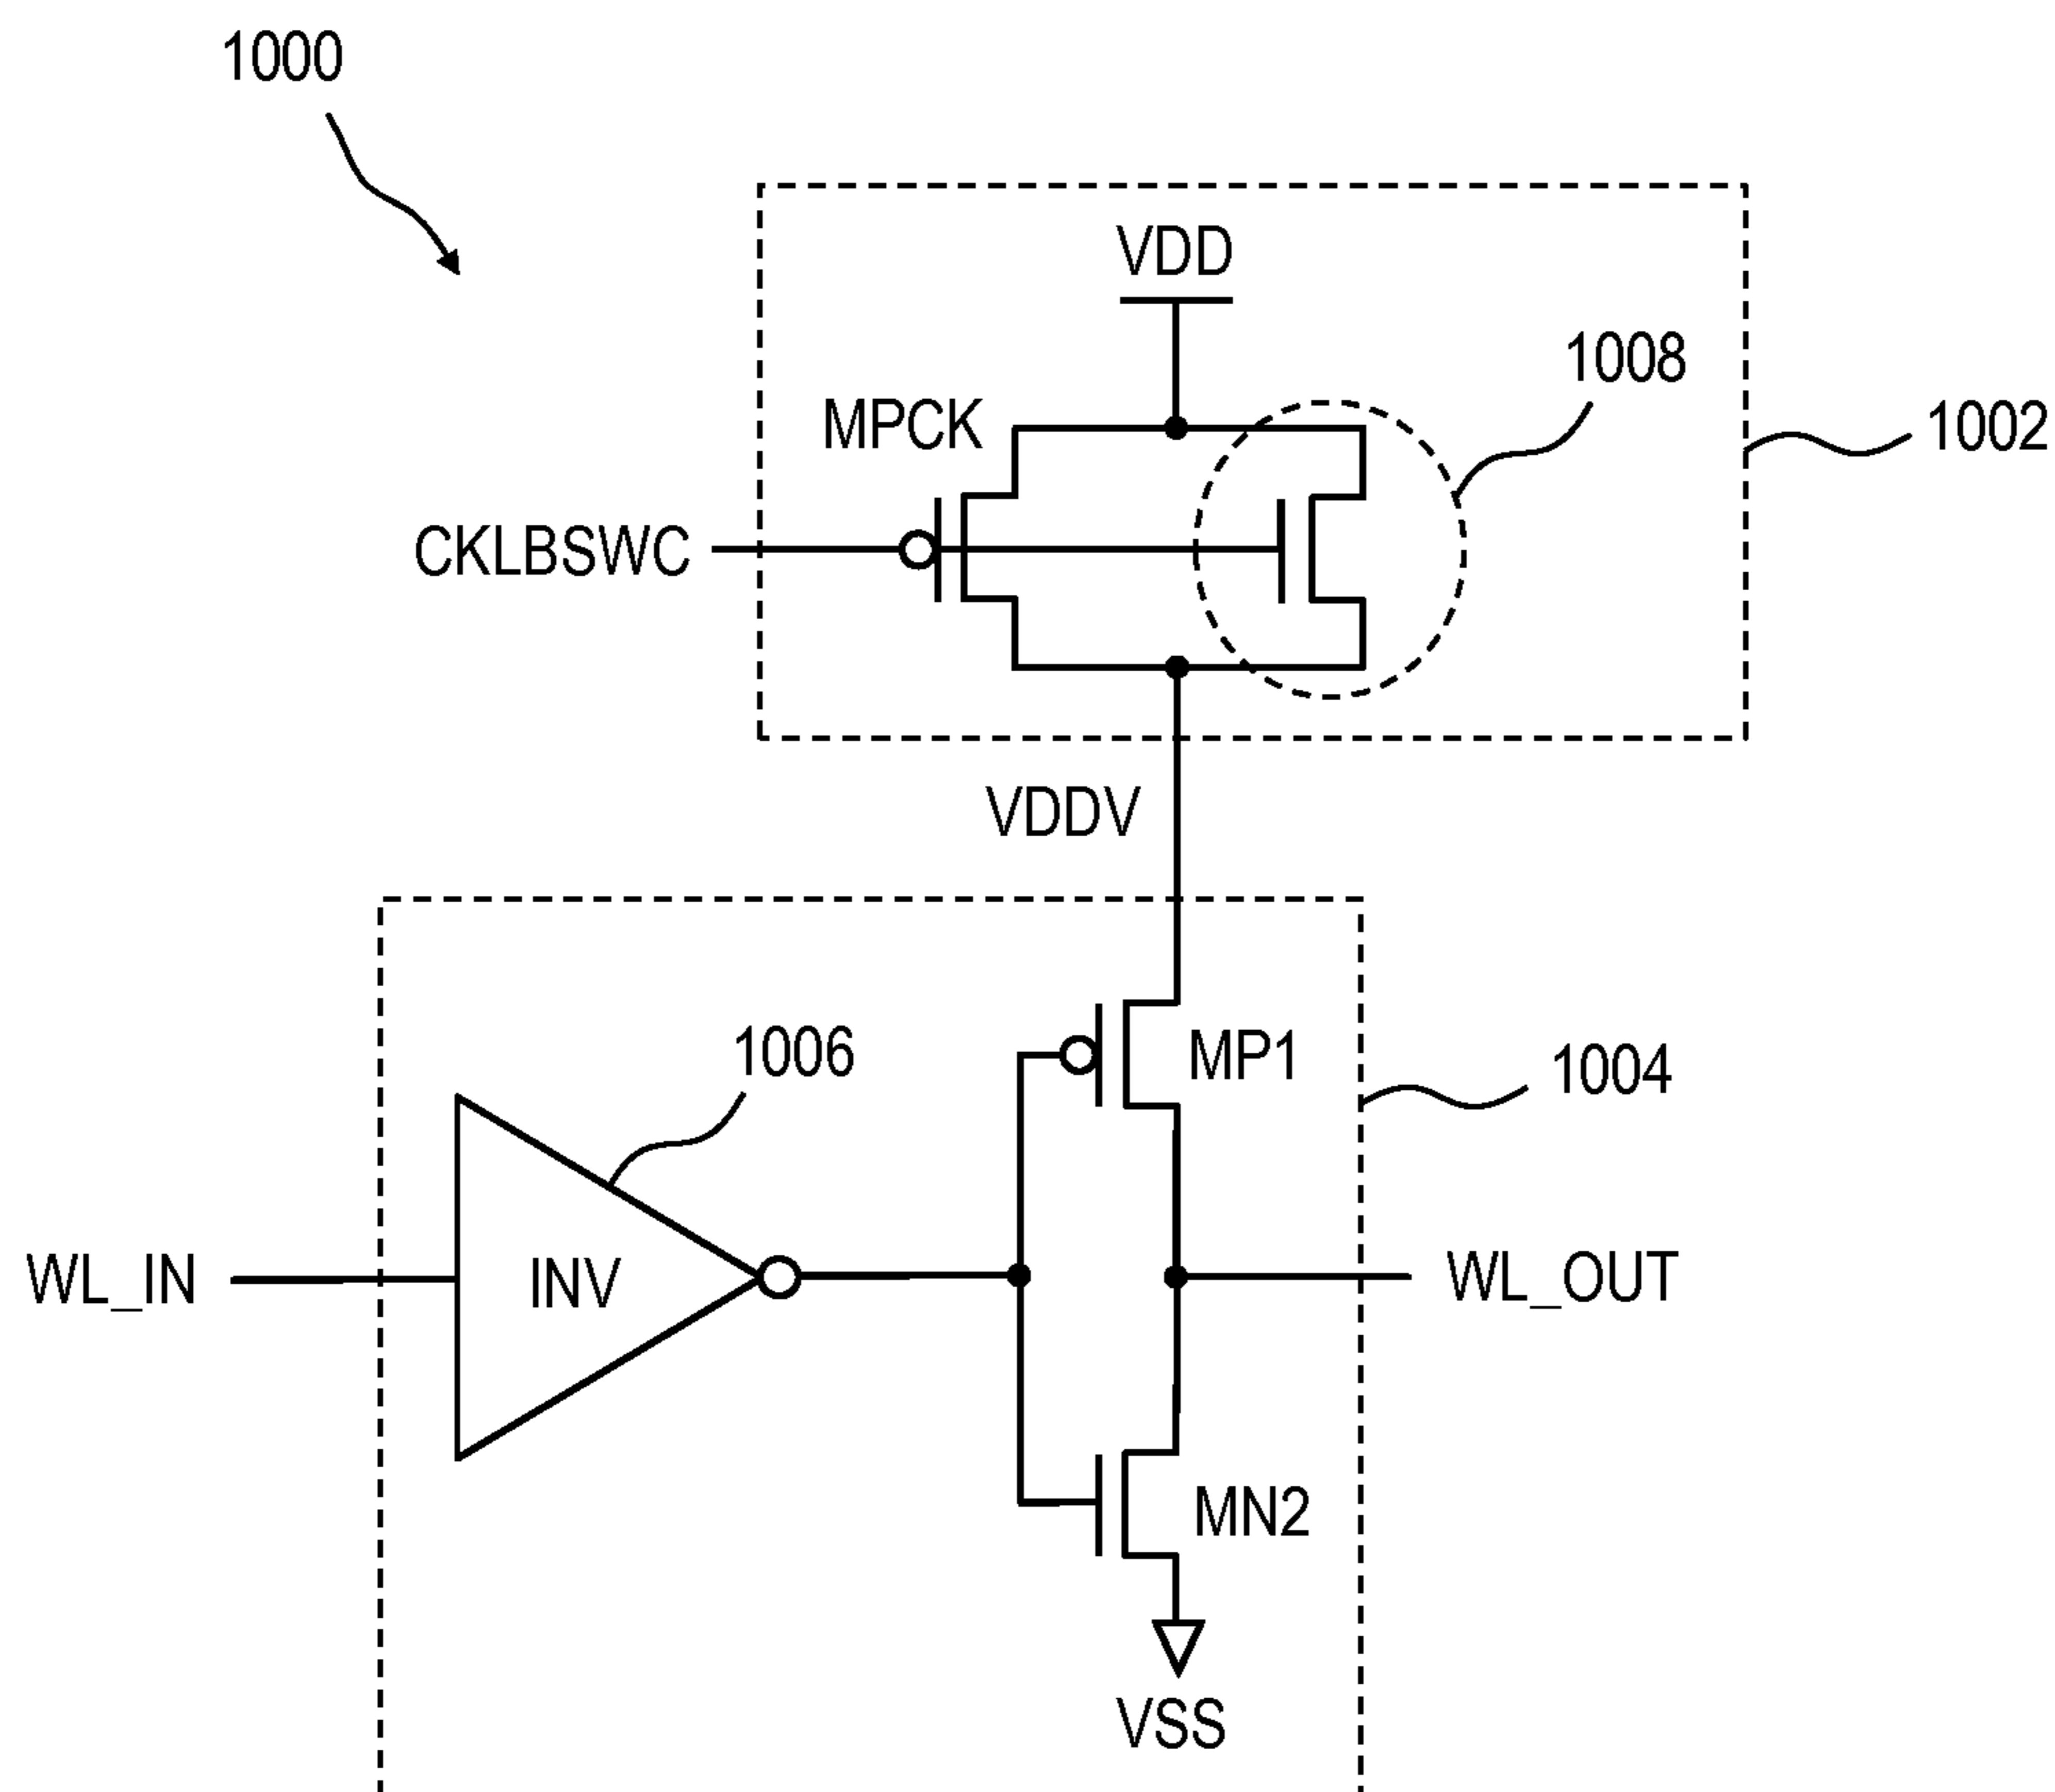 1000
VDD
1008
MPCK
1002
CKLBSWC
VDDV
1006
MP1
1004
WL_IN
INV
WL_OUT
MN2
VSS